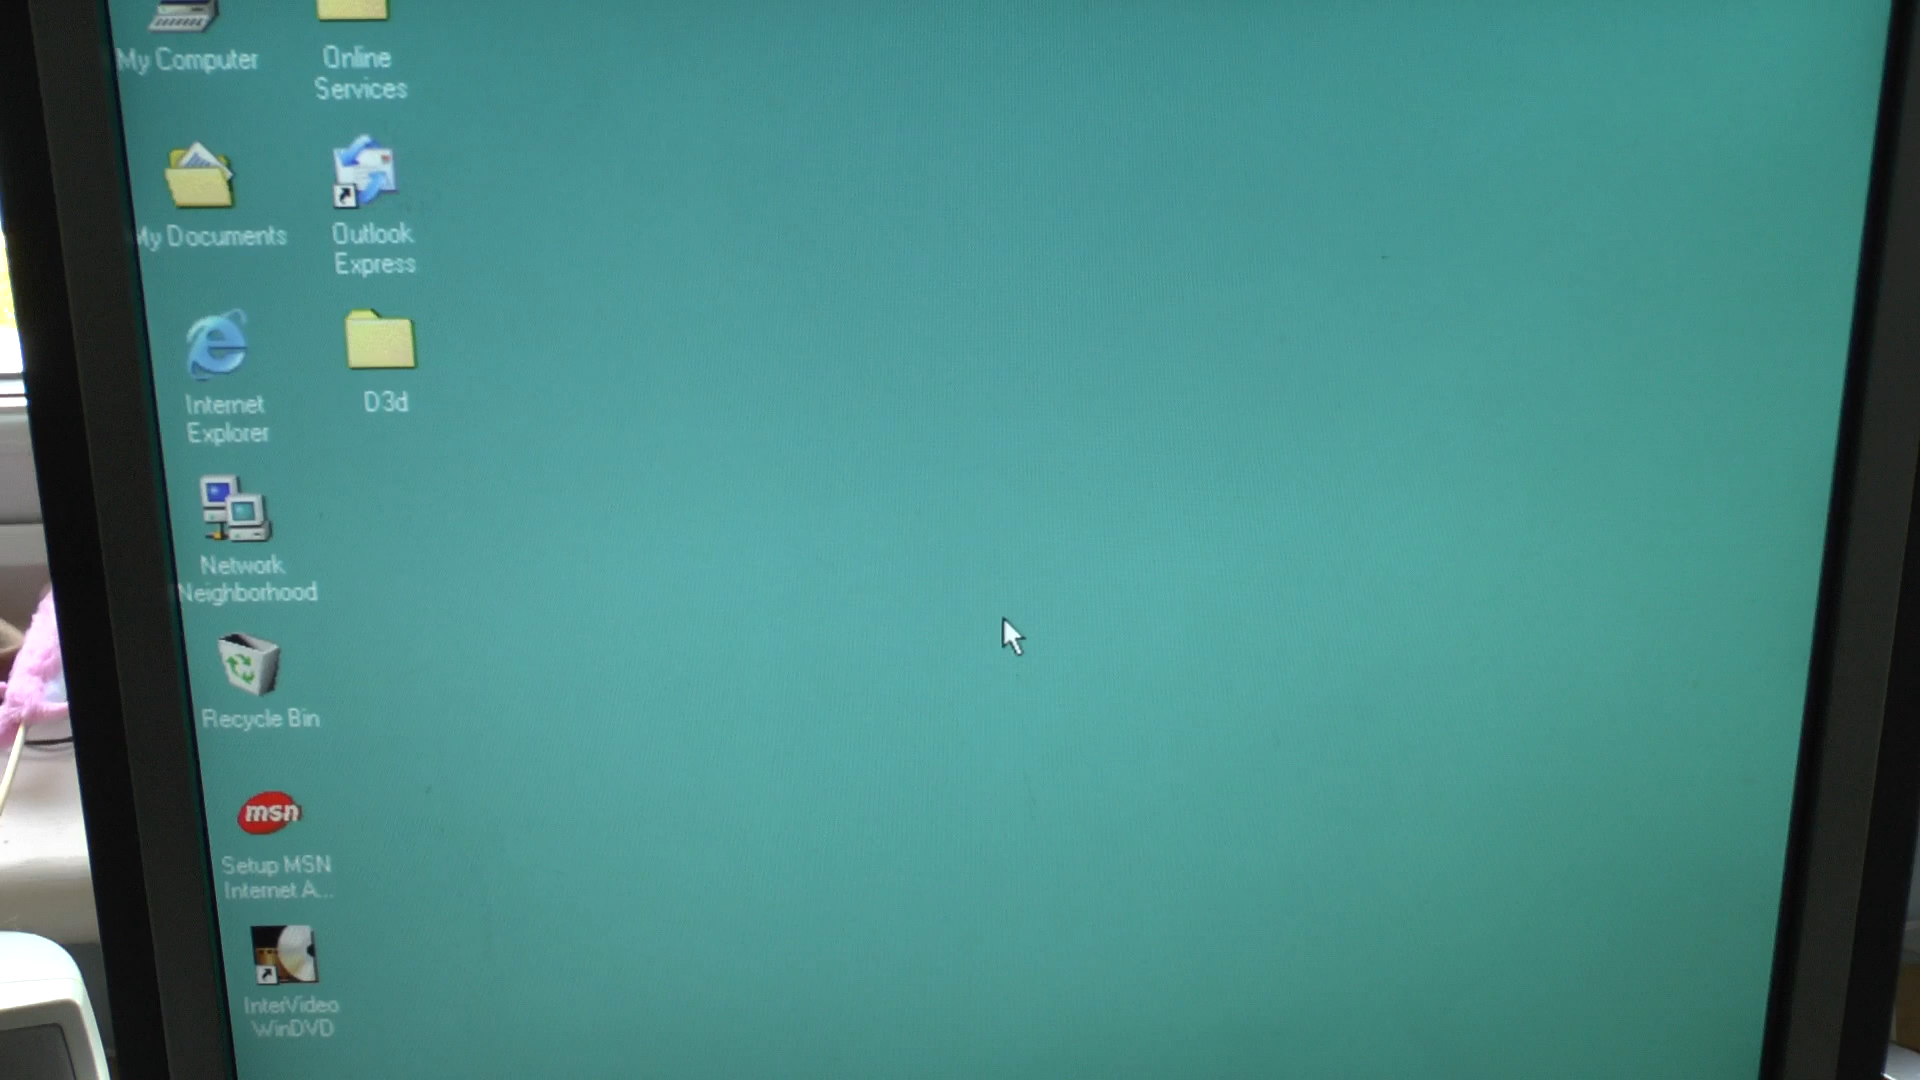 My Computer
Online
Services
My Documents
Outlook
Express
Internet
Explorer
D3d
Network
Neighborhood
Recycle Bin
msn
Setup MSN
Internet A...
InterVideo
WinDVD